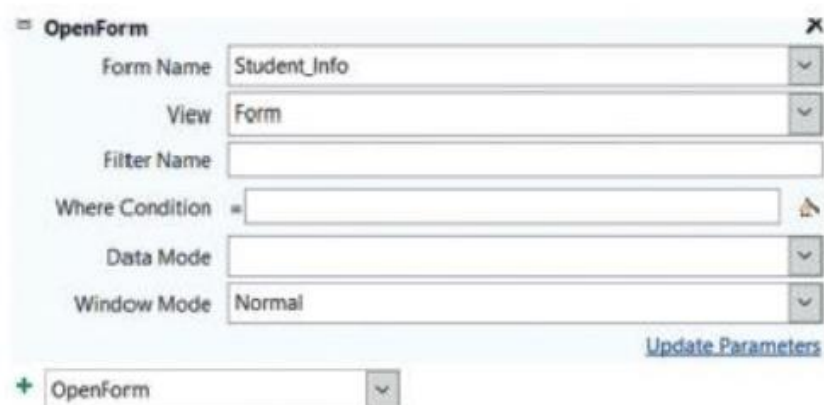 OpenForm
Form Name Student_Info
View Form
Filter Name
Where Condition =
Data Mode
Window Mode Normal
Update Parameters
OpenForm